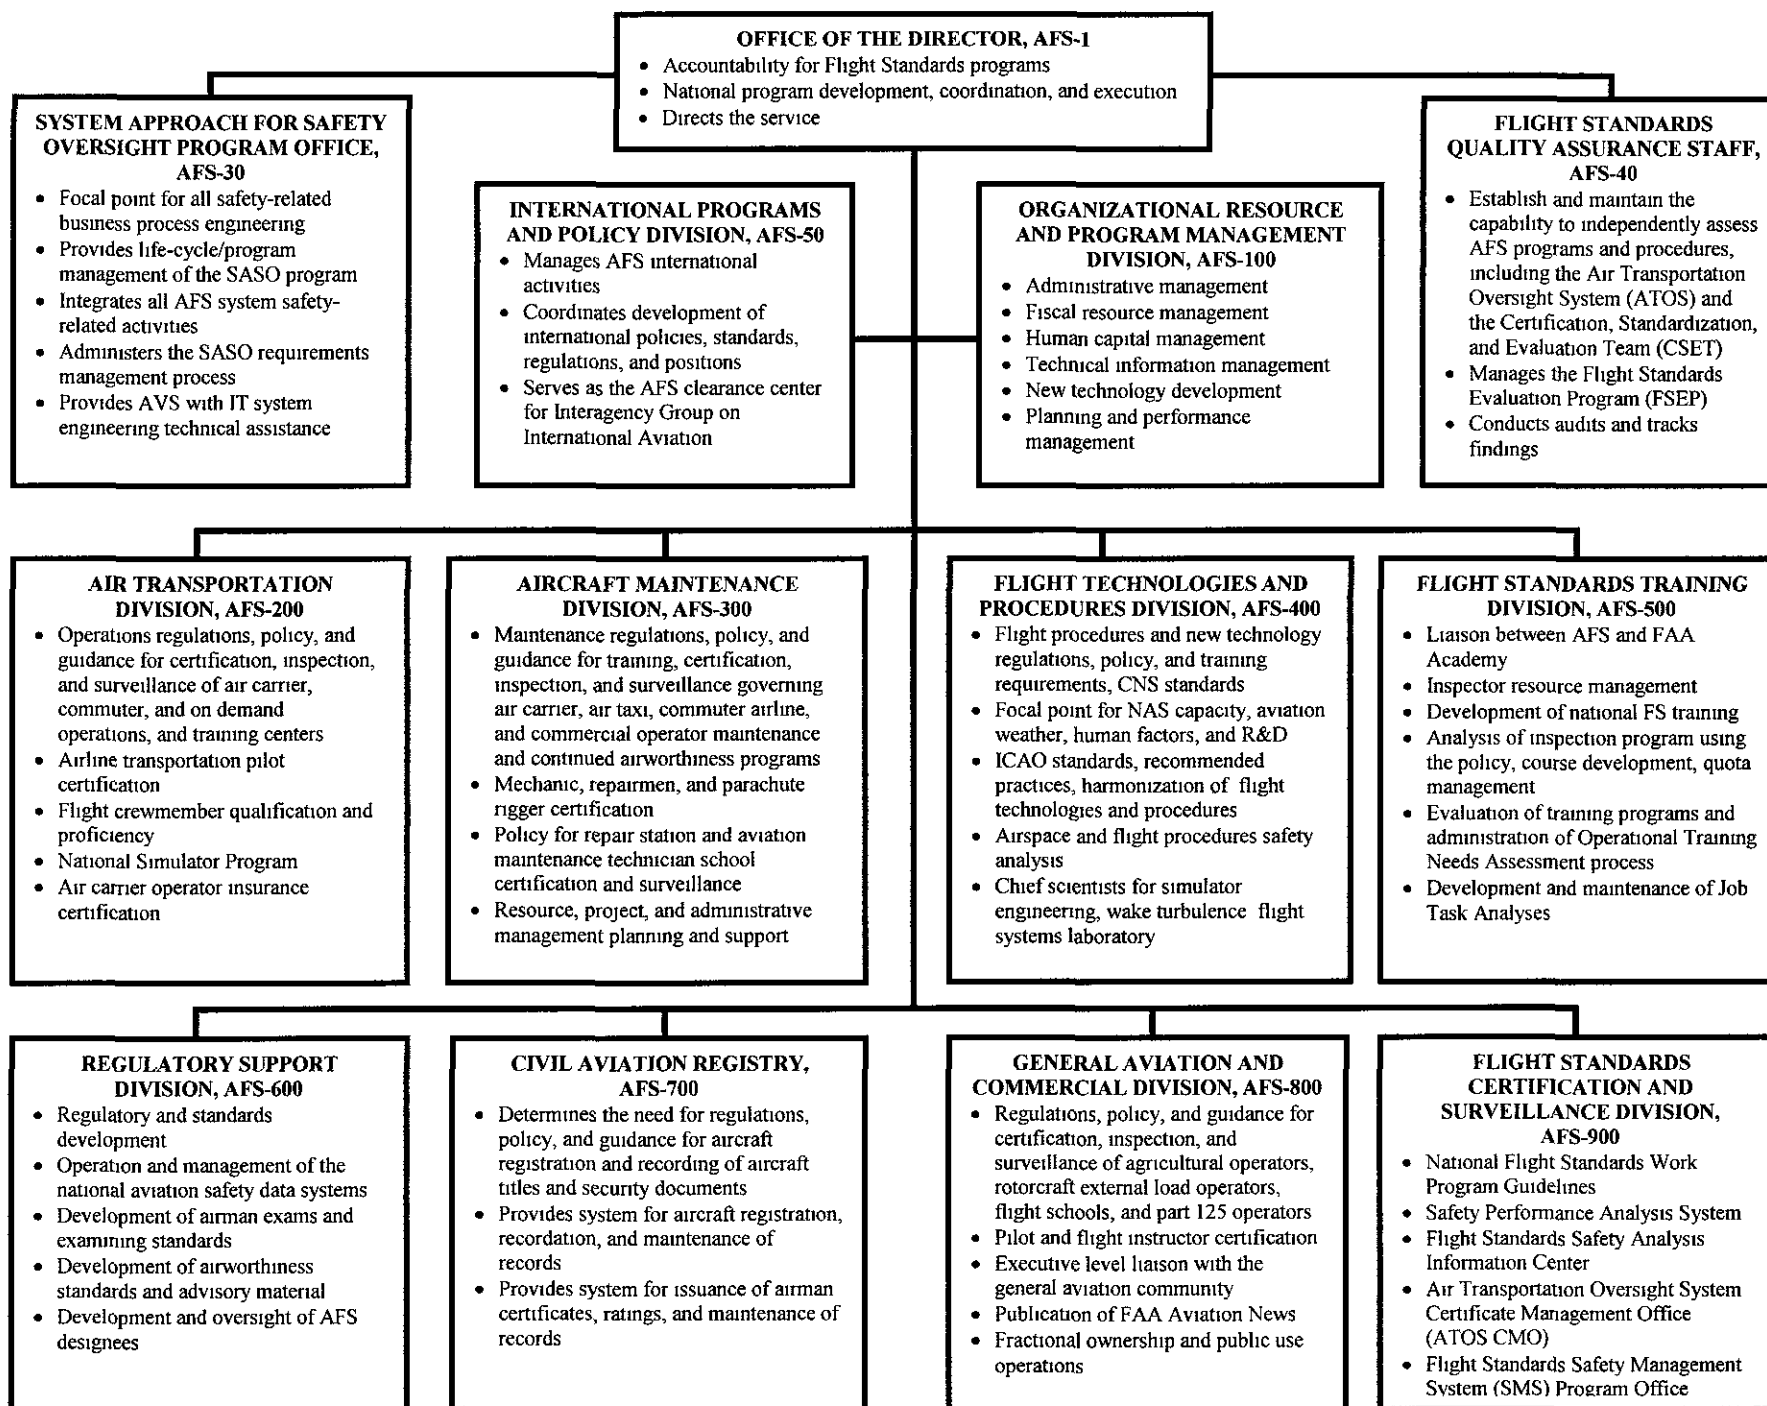 OFFICE OF THE DIRECTOR, AFS-1
• Accountability for Flight Standards programs
• National program development, coordination, and execution
• Directs the service
SYSTEM APPROACH FOR SAFETY
OVERSIGHT PROGRAM OFFICE,
AFS-30
• Focal point for all safety-related
business process engineering
• Provides life-cycle/program
management of the SASO program
• Integrates all AFS system safety-
related activities
• Administers the SASO requirements
management process
• Provides AVS with IT system
engineering technical assistance
INTERNATIONAL PROGRAMS
AND POLICY DIVISION, AFS-50
• Manages AFS international
activities
• Coordinates development of
international policies, standards,
regulations, and positions
• Serves as the AFS clearance center
for Interagency Group on
International Aviation
ORGANIZATIONAL RESOURCE
AND PROGRAM MANAGEMENT
DIVISION, AFS-100
• Administrative management
• Fiscal resource management
• Human capital management
• Technical information management
• New technology development
• Planning and performance
management
FLIGHT STANDARDS
QUALITY ASSURANCE STAFF,
AFS-40
• Establish and maintain the
capability to independently assess
AFS programs and procedures,
including the Air Transportation
Oversight System (ATOS) and
the Certification, Standardization,
and Evaluation Team (CSET)
• Manages the Flight Standards
Evaluation Program (FSEP)
• Conducts audits and tracks
findings
AIR TRANSPORTATION
DIVISION, AFS-200
• Operations regulations, policy, and
guidance for certification, inspection,
and surveillance of air carrier,
commuter, and on demand
operations, and training centers
• Airline transportation pilot
certification
• Flight crewmember qualification and
proficiency
• National Simulator Program
• Air carrier operator insurance
certification
AIRCRAFT MAINTENANCE
DIVISION, AFS-300
• Maintenance regulations, policy, and
guidance for training, certification,
inspection, and surveillance governing
air carrier, air taxi, commuter airline,
and commercial operator maintenance
and continued airworthiness programs
• Mechanic, repairmen, and parachute
rigger certification
• Policy for repair station and aviation
maintenance technician school
certification and surveillance
• Resource, project, and administrative
management planning and support
FLIGHT TECHNOLOGIES AND
PROCEDURES DIVISION, AFS-400
• Flight procedures and new technology
regulations, policy, and training
requirements, CNS standards
• Focal point for NAS capacity, aviation
weather, human factors, and R&D
• ICAO standards, recommended
practices, harmonization of flight
technologies and procedures
• Airspace and flight procedures safety
analysis
• Chief scientists for simulator
engineering, wake turbulence flight
systems laboratory
FLIGHT STANDARDS TRAINING
DIVISION, AFS-500
• Liaison between AFS and FAA
Academy
• Inspector resource management
• Development of national FS training
• Analysis of inspection program using
the policy, course development, quota
management
• Evaluation of training programs and
administration of Operational Training
Needs Assessment process
• Development and maintenance of Job
Task Analyses
REGULATORY SUPPORT
DIVISION, AFS-600
• Regulatory and standards
development
• Operation and management of the
national aviation safety data systems
• Development of airman exams and
examining standards
• Development of airworthiness
standards and advisory material
• Development and oversight of AFS
designees
CIVIL AVIATION REGISTRY,
AFS-700
• Determines the need for regulations,
policy, and guidance for aircraft
registration and recording of aircraft
titles and security documents
• Provides system for aircraft registration,
recordation, and maintenance of
records
• Provides system for issuance of airman
certificates, ratings, and maintenance of
records
GENERAL AVIATION AND
COMMERCIAL DIVISION, AFS-800
• Regulations, policy, and guidance for
certification, inspection, and
surveillance of agricultural operators,
rotorcraft external load operators,
flight schools, and part 125 operators
• Pilot and flight instructor certification
• Executive level liaison with the
general aviation community
• Publication of FAA Aviation News
• Fractional ownership and public use
operations
FLIGHT STANDARDS
CERTIFICATION AND
SURVEILLANCE DIVISION,
AFS-900
• National Flight Standards Work
Program Guidelines
• Safety Performance Analysis System
• Flight Standards Safety Analysis
Information Center
• Air Transportation Oversight System
Certificate Management Office
(ATOS CMO)
• Flight Standards Safety Management
System (SMS) Program Office